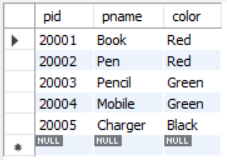 pid pname color
20001 Book Red
20002 Pen Red
20003 Pencil Green
20004 Mobile Green
20005 Charger Black
NULL NULL NULL